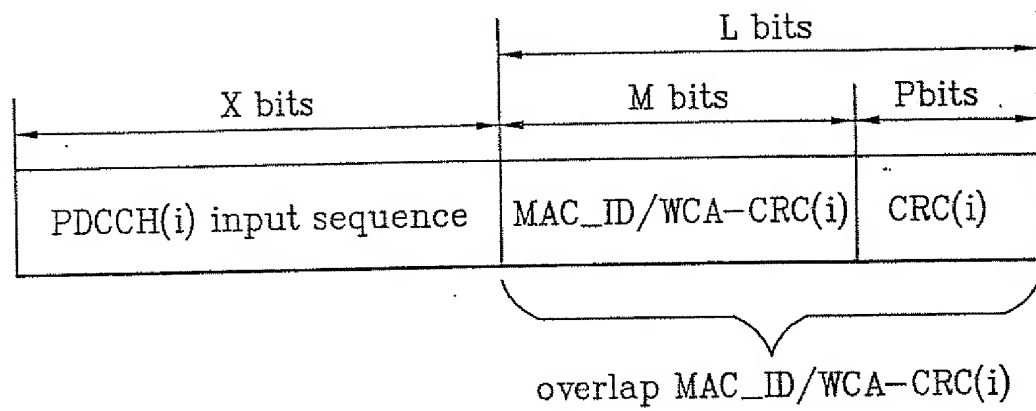 L bits
X bits
M bits
Pbits
PDCCH(i) input sequence
MAC_ID/WCA-CRC(i)
CRC(i)
overlap MAC_ID/WCA-CRC(i)